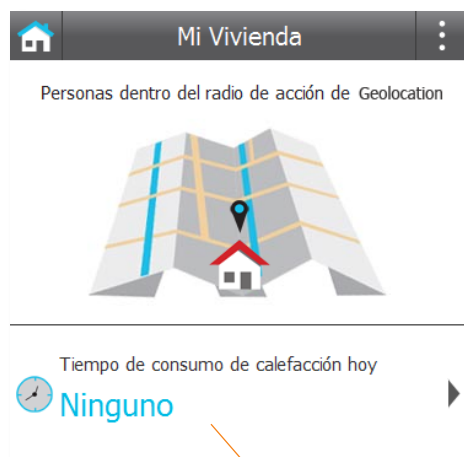 Mi Vivienda
Personas dentro del radio de acción de Geolocation
Tiempo de consumo de calefacción hoy
Ninguno